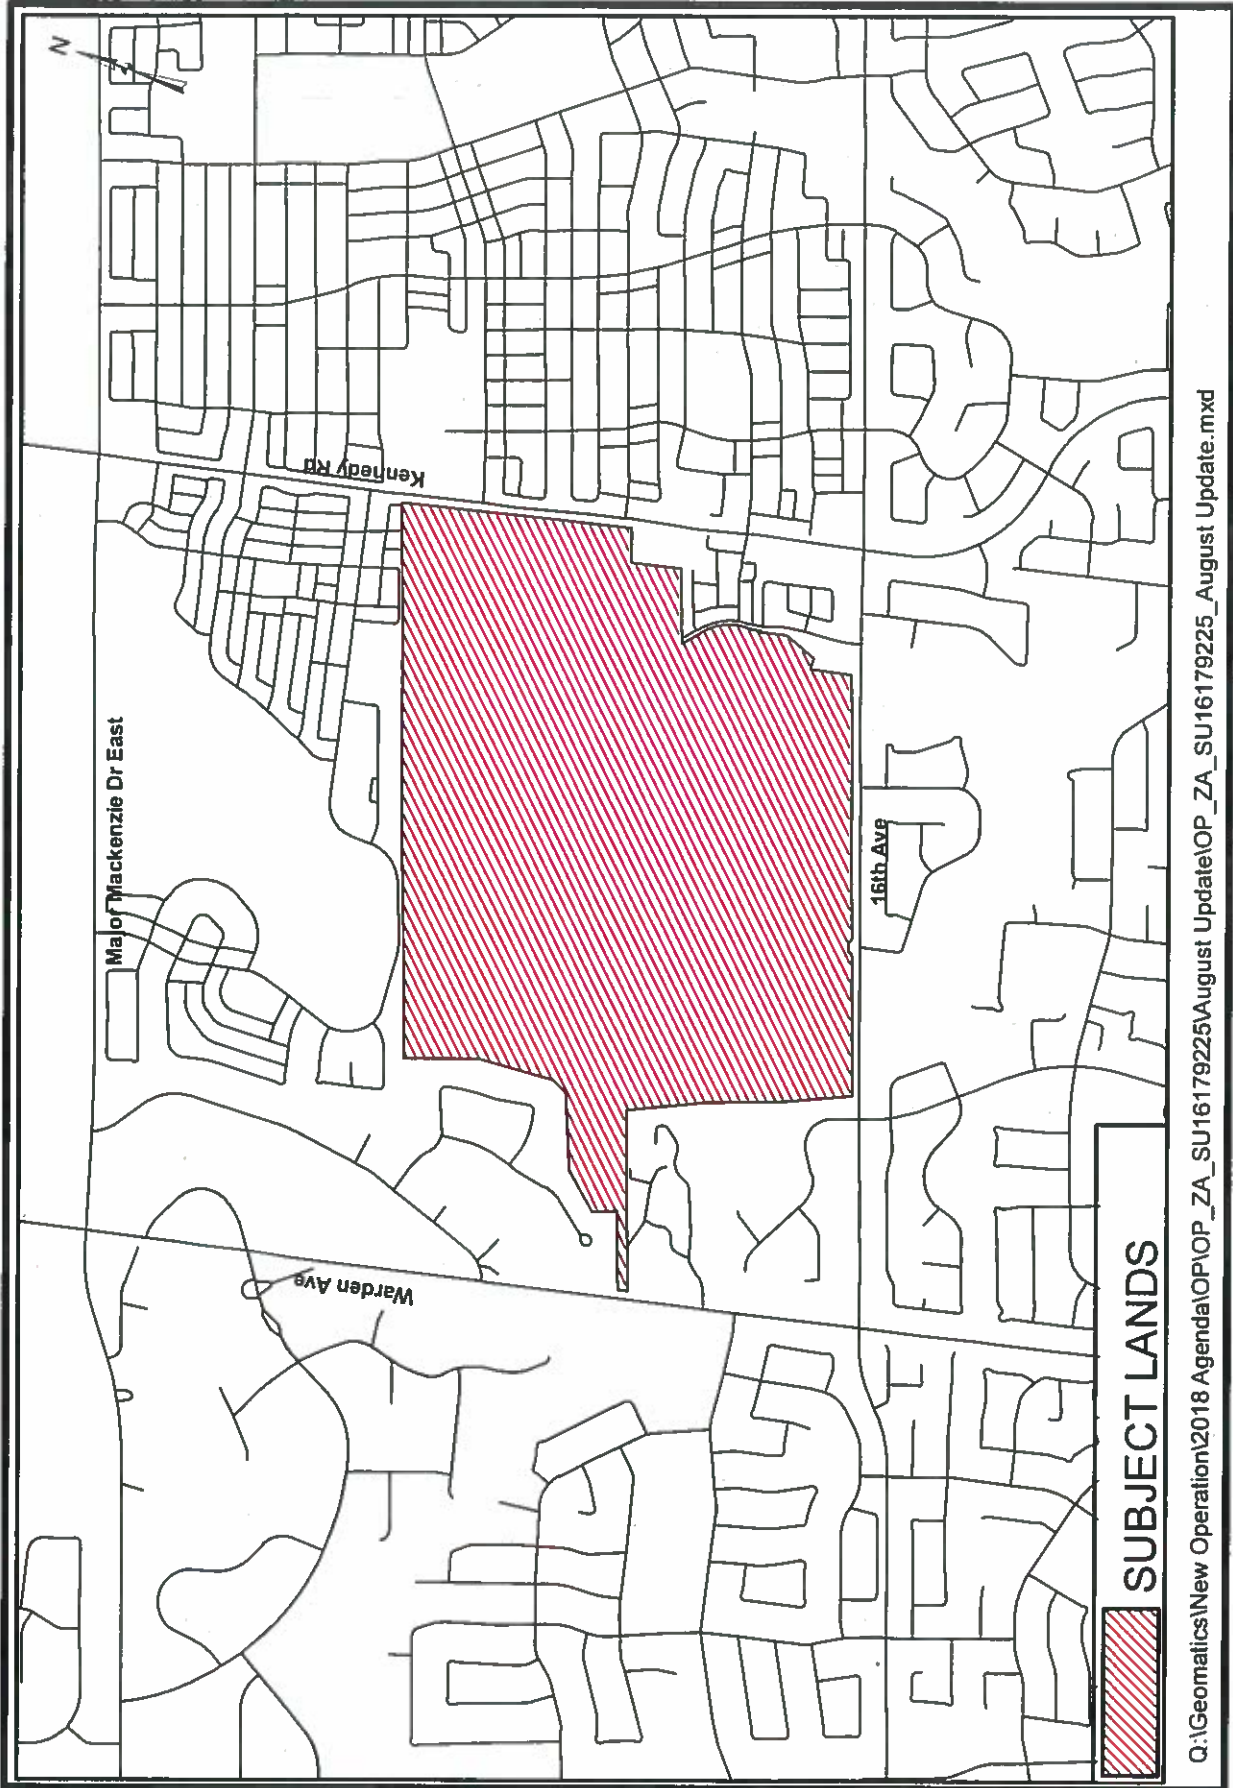 N
Major Mackenzie Dr East
Kennedy Rd
Warden Ave
16th Ave
SUBJECT LANDS
Q:\Geomatics\New Operation\2018 Agenda\OP\OP_ZA_SU16179225\August Update\OP_ZA_SU16179225_August Update.mxd